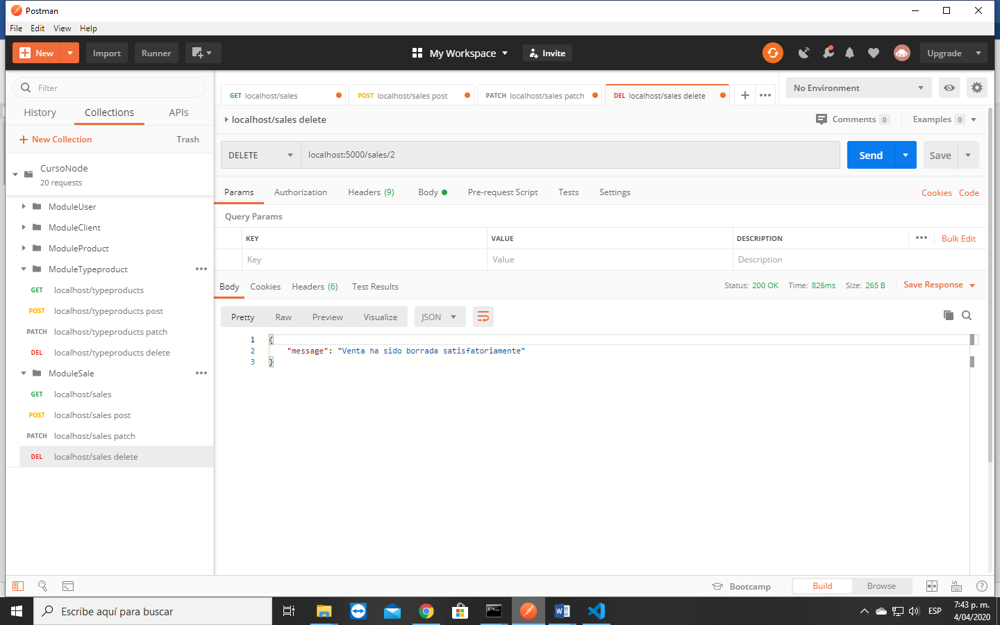 Postman
File Edit View Help
New Import Runner My Workspace Invite Upgrade
Filter
History Collections APIs
New Collection Trash
CursoNode
20 requests
ModuleUser
ModuleClient
ModuleProduct
ModuleTypeproduct
GET localhost/typeproducts
POST localhost/typeproducts post
PATCH localhost/typeproducts patch
DEL localhost/typeproducts delete
ModuleSale
GET localhost/sales
POST localhost/sales post
PATCH localhost/sales patch
DEL localhost/sales delete
GET localhost/sales POST localhost/sales post PATCH localhost/sales patch DEL localhost/sales delete No Environment
localhost/sales delete Comments 0 Examples 0
DELETE localhost:5000/sales/2 Send Save
Params Authorization Headers (9) Body Pre-request Script Tests Settings Cookies Code
Query Params
KEY VALUE DESCRIPTION Bulk Edit
Key Value Description
Body Cookies Headers (6) Test Results Status: 200 OK Time: 826ms Size: 265 B Save Response
Pretty Raw Preview Visualize JSON
1 {
2 "message": "Venta ha sido borrada satisfatoriamente"
3 }
Bootcamp Build Browse
Escribe aquí para buscar ESP 7:43 p. m.
4/04/2020